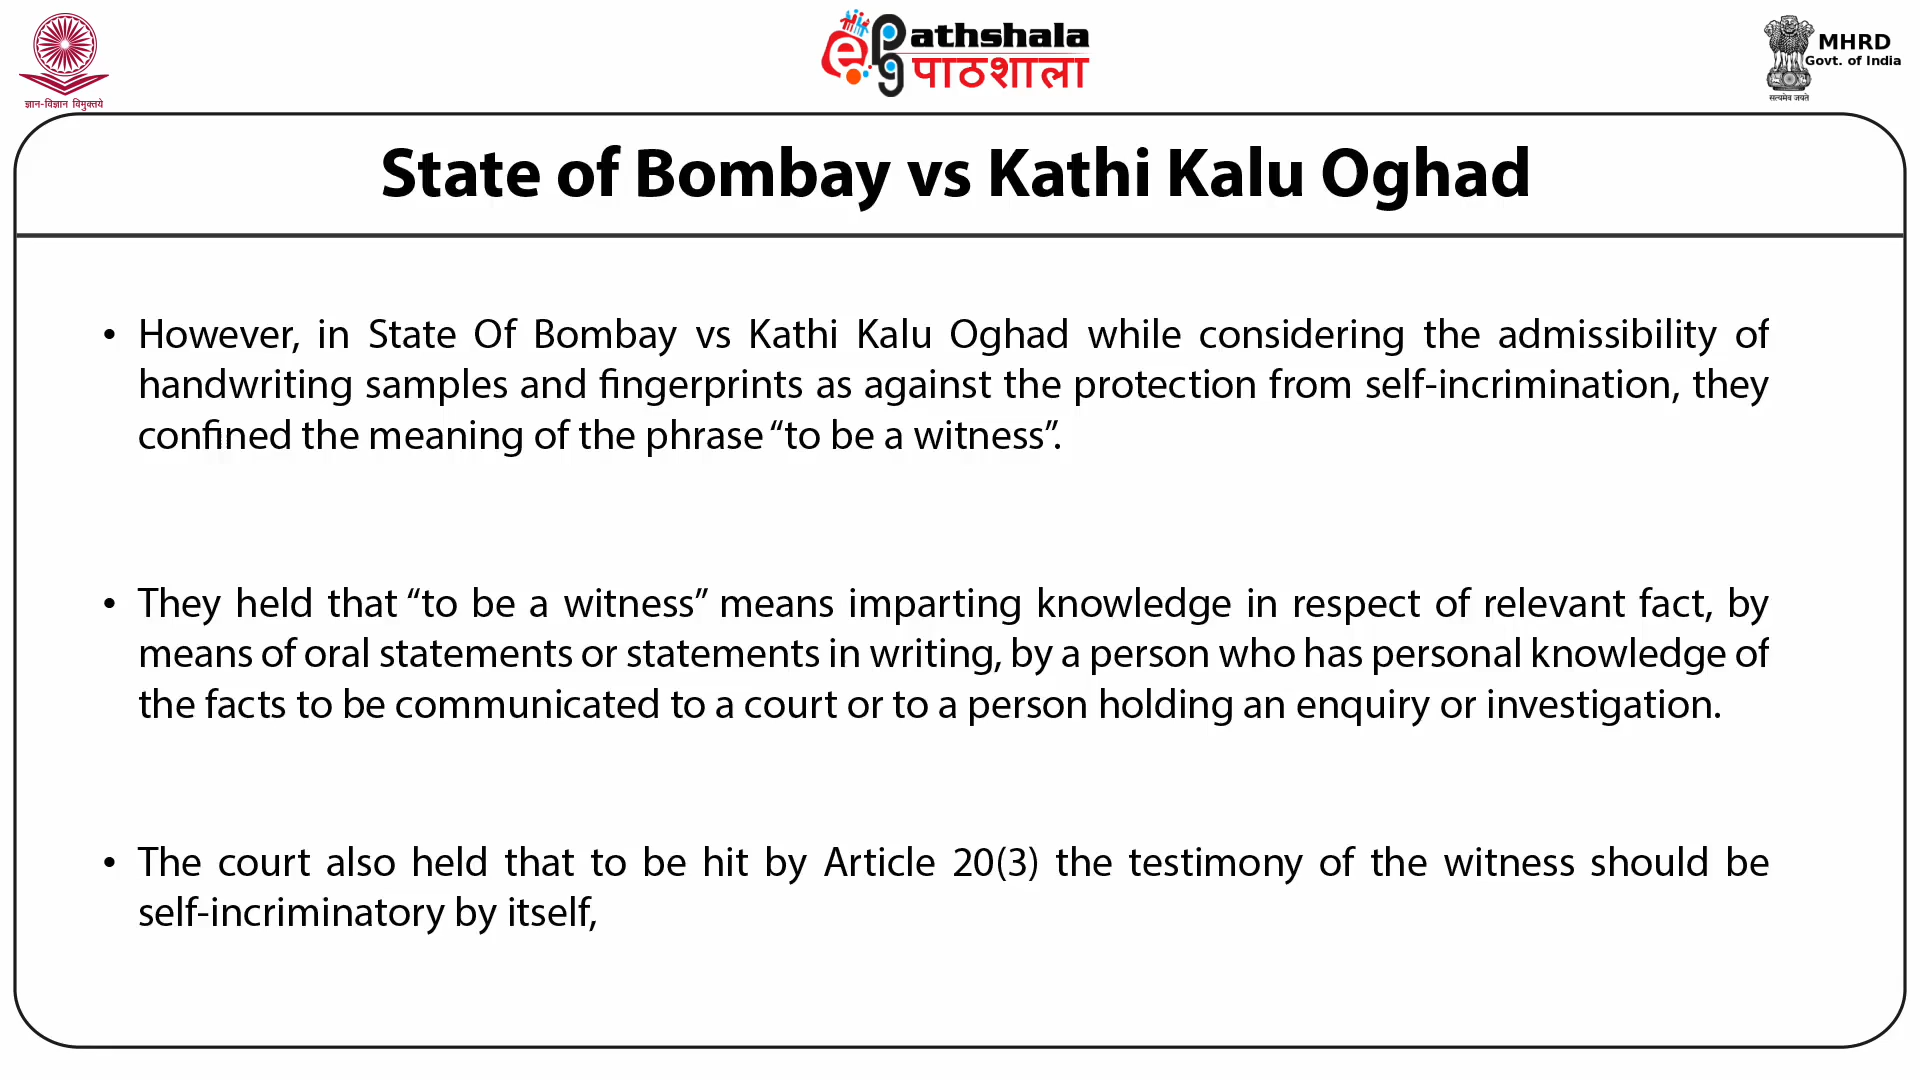 ज्ञान-विज्ञान विमुक्तये
ePG Pathshala
पाठशाला
MHRD
Govt. of India
सत्यमेव जयते
State of Bombay vs Kathi Kalu Oghad
• However, in State Of Bombay vs Kathi Kalu Oghad while considering the admissibility of
handwriting samples and fingerprints as against the protection from self-incrimination, they
confined the meaning of the phrase “to be a witness”.
• They held that “to be a witness” means imparting knowledge in respect of relevant fact, by
means of oral statements or statements in writing, by a person who has personal knowledge of
the facts to be communicated to a court or to a person holding an enquiry or investigation.
• The court also held that to be hit by Article 20(3) the testimony of the witness should be
self-incriminatory by itself,